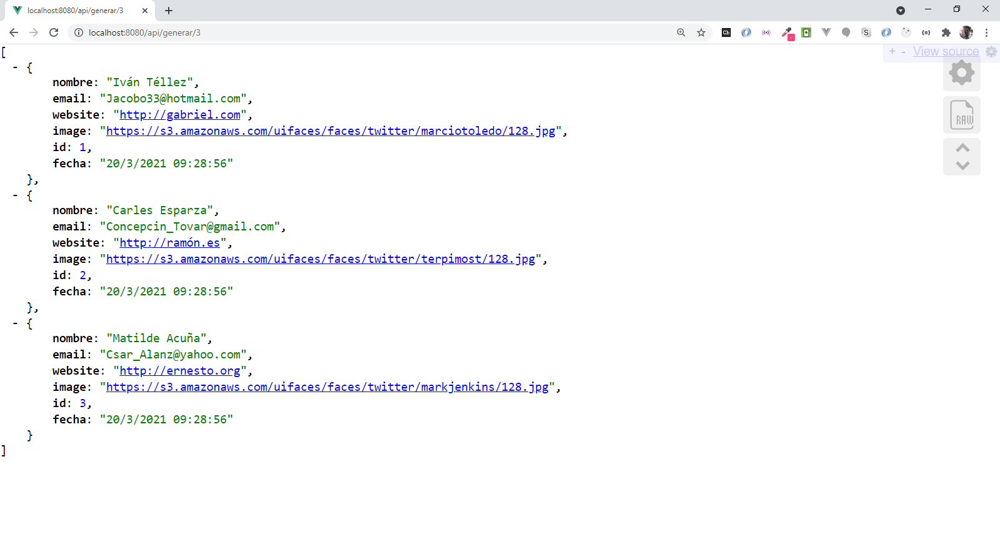 localhost:8080/api/generar/3
localhost:8080/api/generar/3
[
+ - View source
- {
nombre: "Iván Téllez",
email: "Jacobo33@hotmail.com",
website: "http://gabriel.com",
image: "https://s3.amazonaws.com/uifaces/faces/twitter/marciotoledo/128.jpg",
id: 1,
fecha: "20/3/2021 09:28:56"
},
- {
nombre: "Carles Esparza",
email: "Concepcin_Tovar@gmail.com",
website: "http://ramón.es",
image: "https://s3.amazonaws.com/uifaces/faces/twitter/terpimost/128.jpg",
id: 2,
fecha: "20/3/2021 09:28:56"
},
- {
nombre: "Matilde Acuña",
email: "Csar_Alanz@yahoo.com",
website: "http://ernesto.org",
image: "https://s3.amazonaws.com/uifaces/faces/twitter/markjenkins/128.jpg",
id: 3,
fecha: "20/3/2021 09:28:56"
}
]
RAW